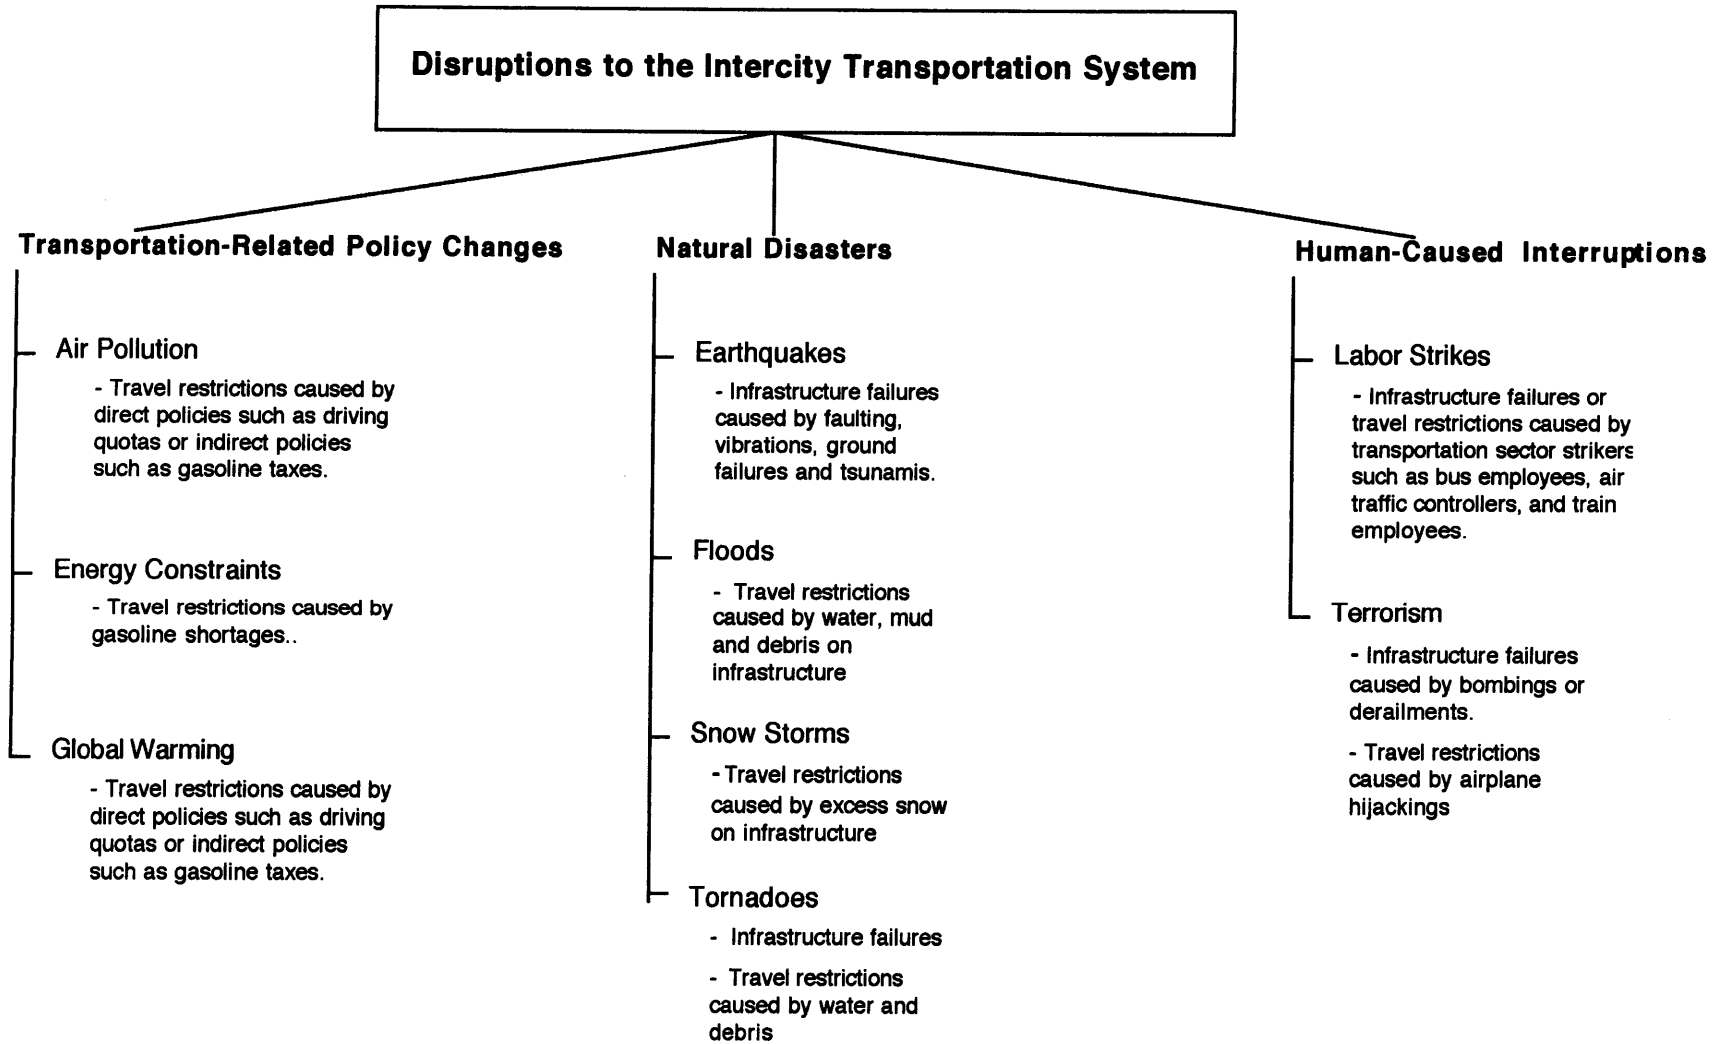 Disruptions to the Intercity Transportation System
Transportation-Related Policy Changes
Air Pollution
- Travel restrictions caused by
direct policies such as driving
quotas or indirect policies
such as gasoline taxes.
Energy Constraints
- Travel restrictions caused by
gasoline shortages..
Global Warming
- Travel restrictions caused by
direct policies such as driving
quotas or indirect policies
such as gasoline taxes.
Natural Disasters
Earthquakes
- Infrastructure failures
caused by faulting,
vibrations, ground
failures and tsunamis.
Floods
- Travel restrictions
caused by water, mud
and debris on
infrastructure
Snow Storms
- Travel restrictions
caused by excess snow
on infrastructure
Tornadoes
- Infrastructure failures
- Travel restrictions
caused by water and
debris
Human-Caused Interruptions
Labor Strikes
- Infrastructure failures or
travel restrictions caused by
transportation sector strikers
such as bus employees, air
traffic controllers, and train
employees.
Terrorism
- Infrastructure failures
caused by bombings or
derailments.
- Travel restrictions
caused by airplane
hijackings